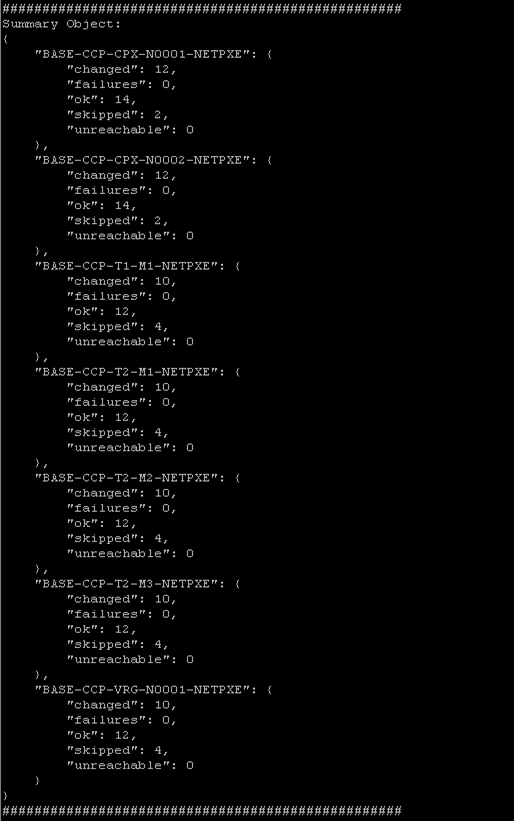 ##################################################
Summary Object:
{
    "BASE-CCP-CPX-N0001-NETPXE": {
        "changed": 12,
        "failures": 0,
        "ok": 14,
        "skipped": 2,
        "unreachable": 0
    },
    "BASE-CCP-CPX-N0002-NETPXE": {
        "changed": 12,
        "failures": 0,
        "ok": 14,
        "skipped": 2,
        "unreachable": 0
    },
    "BASE-CCP-T1-M1-NETPXE": {
        "changed": 10,
        "failures": 0,
        "ok": 12,
        "skipped": 4,
        "unreachable": 0
    },
    "BASE-CCP-T2-M1-NETPXE": {
        "changed": 10,
        "failures": 0,
        "ok": 12,
        "skipped": 4,
        "unreachable": 0
    },
    "BASE-CCP-T2-M2-NETPXE": {
        "changed": 10,
        "failures": 0,
        "ok": 12,
        "skipped": 4,
        "unreachable": 0
    },
    "BASE-CCP-T2-M3-NETPXE": {
        "changed": 10,
        "failures": 0,
        "ok": 12,
        "skipped": 4,
        "unreachable": 0
    },
    "BASE-CCP-VRG-N0001-NETPXE": {
        "changed": 10,
        "failures": 0,
        "ok": 12,
        "skipped": 4,
        "unreachable": 0
    }
}
##################################################